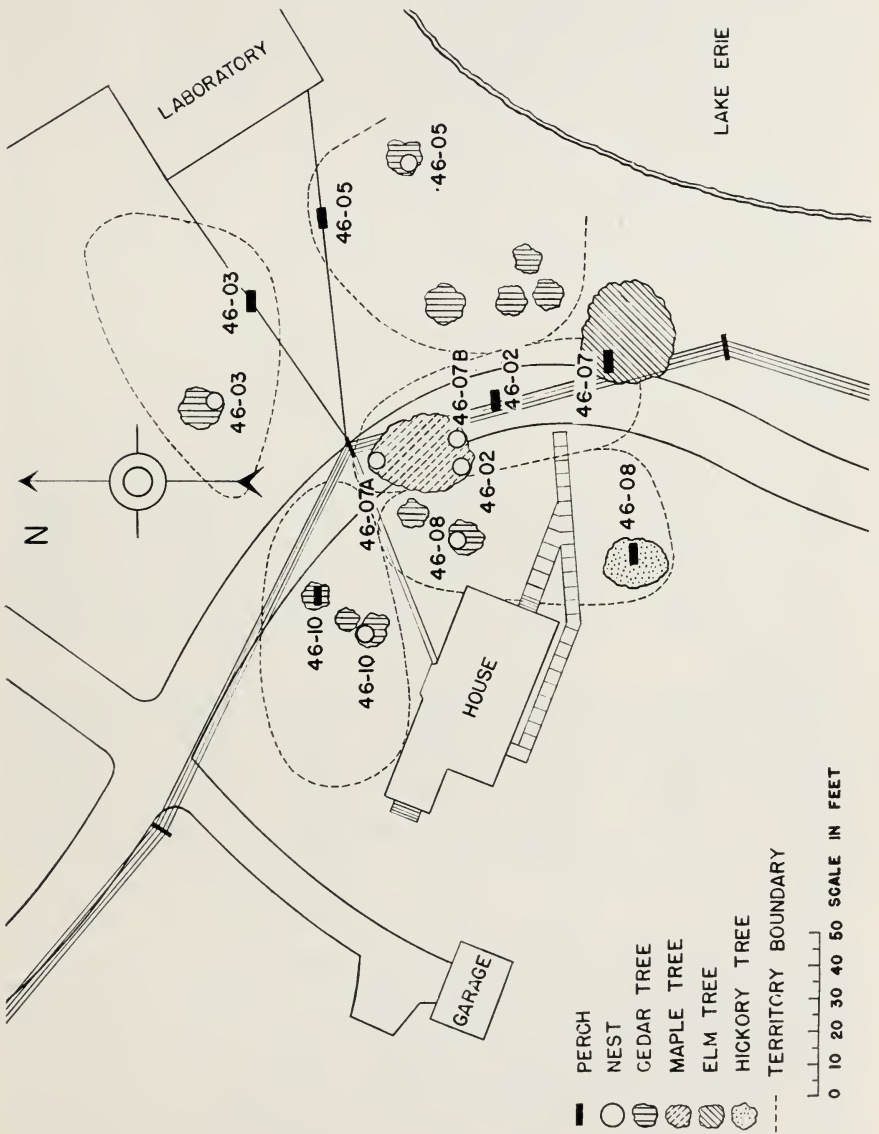 N
LABORATORY
46-03
46-03
46-05
46-05
LAKE ERIE
46-07A
46-07B
46-02
46-02
46-07
46-08
46-08
46-10
46-10
HOUSE
GARAGE
PERCH
NEST
CEDAR TREE
MAPLE TREE
ELM TREE
HICKORY TREE
TERRITORY BOUNDARY
0 10 20 30 40 50 SCALE IN FEET